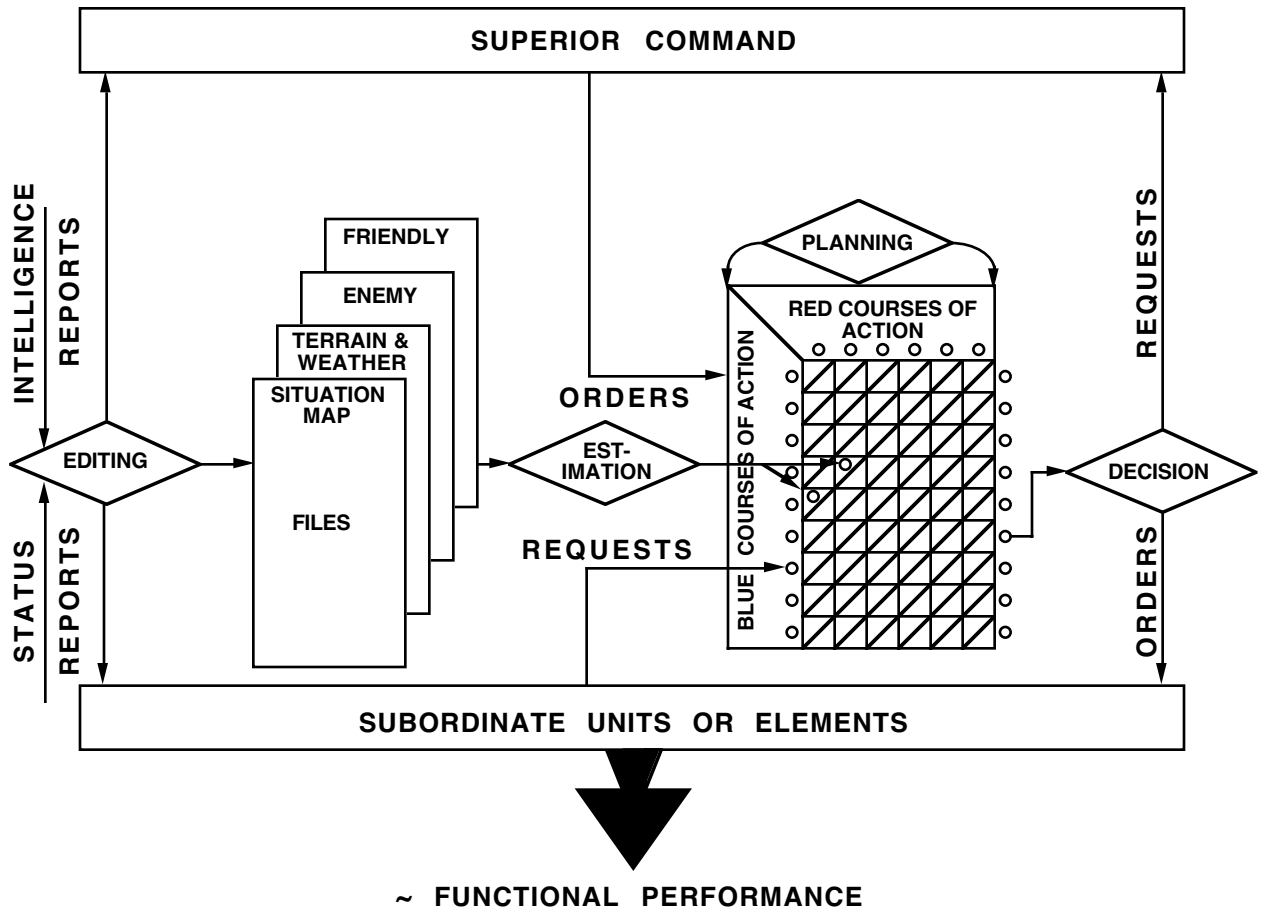 SUPERIOR COMMAND
INTELLIGENCE
REPORTS
FRIENDLY
ENEMY
TERRAIN &
WEATHER
SITUATION
MAP
FILES
EDITING
STATUS
REPORTS
ORDERS
EST-
IMATION
REQUESTS
PLANNING
RED COURSES OF
ACTION
BLUE COURSES OF ACTION
REQUESTS
DECISION
ORDERS
SUBORDINATE UNITS OR ELEMENTS
~ FUNCTIONAL PERFORMANCE